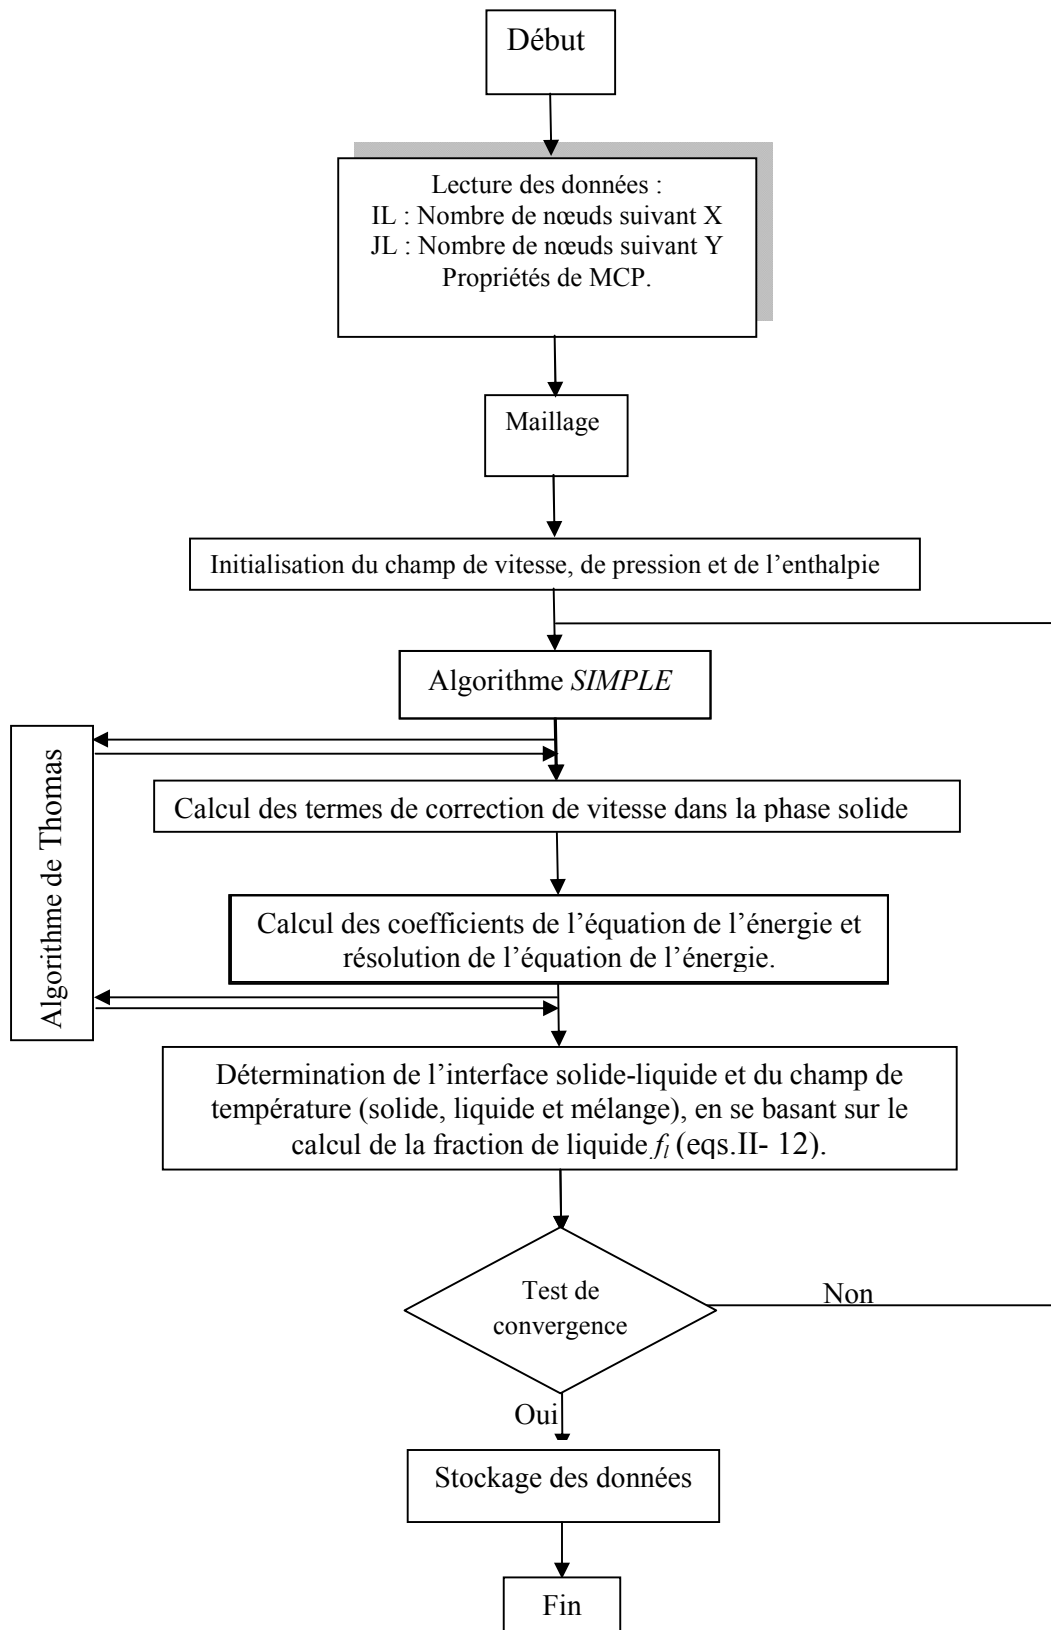 Début
Lecture des données :
IL : Nombre de nœuds suivant X
JL : Nombre de nœuds suivant Y
Propriétés de MCP.
Maillage
Initialisation du champ de vitesse, de pression et de l’enthalpie
Algorithme SIMPLE
Algorithme de Thomas
Calcul des termes de correction de vitesse dans la phase solide
Calcul des coefficients de l’équation de l’énergie et
résolution de l’équation de l’énergie.
Détermination de l’interface solide-liquide et du champ de
température (solide, liquide et mélange), en se basant sur le
calcul de la fraction de liquide fl (eqs.II- 12).
Test de
convergence
Non
Oui
Stockage des données
Fin